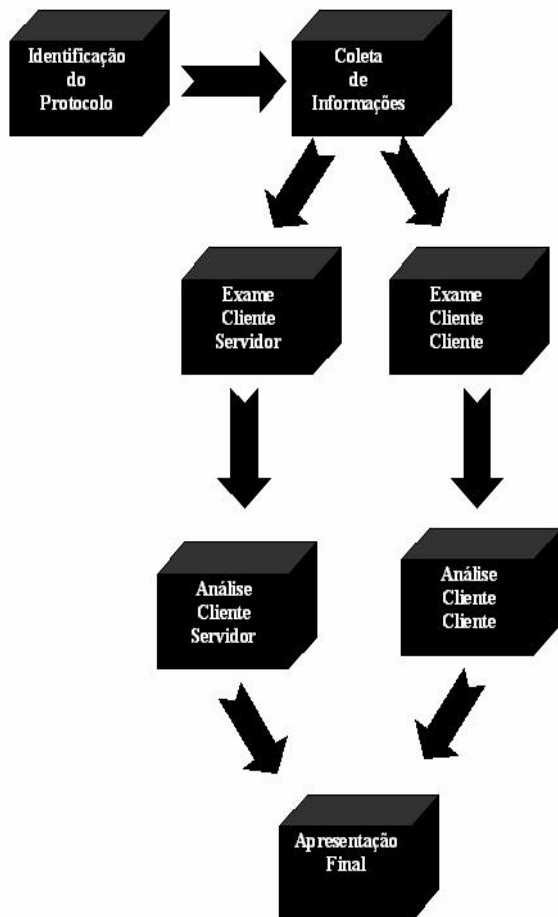 Identificação
do
Protocolo
Coleta
de
Informações
Exame
Cliente
Servidor
Exame
Cliente
Cliente
Análise
Cliente
Servidor
Análise
Cliente
Cliente
Apresentação
Final